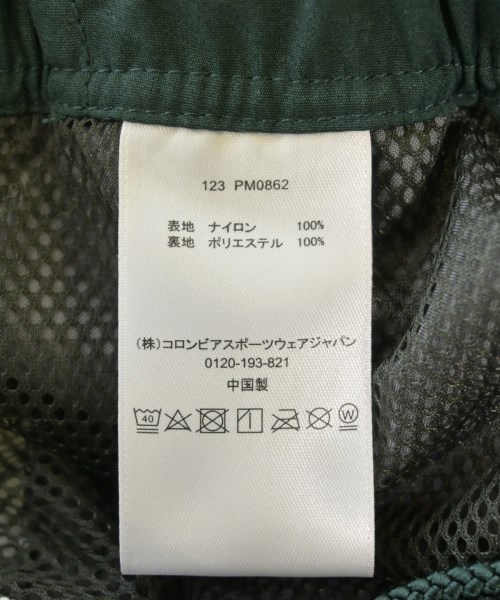 123 PM0862
表地 ナイロン 100%
裏地 ポリエステル 100%
(株)コロンビアスポーツウェアジャパン
0120-193-821
中国製
40 W